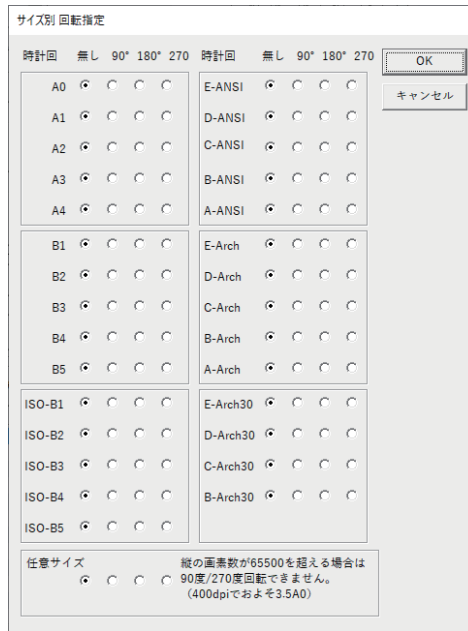 サイズ別 回転指定
時計回 無し 90° 180° 270 時計回 無し 90° 180° 270
OK
キャンセル
A0 E-ANSI
A1 D-ANSI
A2 C-ANSI
A3 B-ANSI
A4 A-ANSI
B1 E-Arch
B2 D-Arch
B3 C-Arch
B4 B-Arch
B5 A-Arch
ISO-B1 E-Arch30
ISO-B2 D-Arch30
ISO-B3 C-Arch30
ISO-B4 B-Arch30
ISO-B5
任意サイズ 縦の画素数が65500を超える場合は
90度/270度回転できません。
（400dpiでおよそ3.5A0）